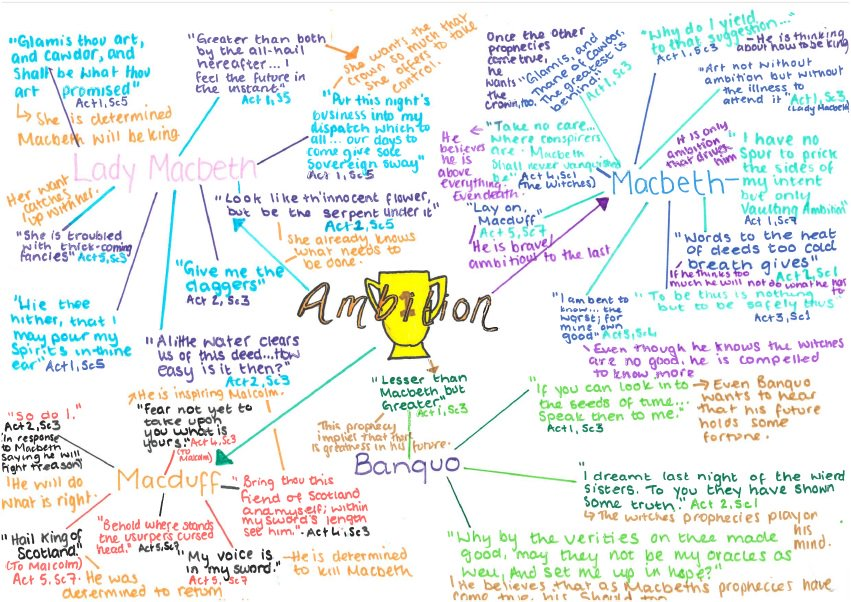 "Glamis thou art,
and Cawdor, and
Shall be what thou
art promised"
Act 1, Sc5
She is determined
Macbeth will be king
"Greater than both
by the all-hail
hereafter... I
feel the future in
the instant"
Act 1, S5
She wants the
crown so much that
She offers to take
control.
Lady Macbeth
"Put this night's
business into my
dispatch which to
all... our days to
come give sole
Sovereign sway"
Act 1, Sc5
Her want
catches
up with her.
"She is troubled
with thick-coming
fancies" Act 5, Sc3
"Look like th'innocent flower,
but be the serpent under it"
Act 1, Sc5
She already knows
what needs to
be done.
"Give me the
daggers"
Act 2, Sc3
'Hie thee
hither, that I
may pour my
Spirits in thine
ear" Act 1, Sc5
"A little water clears
us of this deed...How
easy is it then?"
Act 2, Sc3
Once the other
prophecies
come true,
he
wants
the
crown, too.
"Glamis, and
thane of Cawdor.
The greatest is
behind."
Act 1, Sc3
"Why do I yield
to that suggestion..."
Act 1, Sc3
He is thinking
about how to be king
"Art not without
ambition but without
the illness to
attend it"
Act 1, Sc5
(Lady Macbeth)
"Take no care...
where conspirers
are. Macbeth
Shall never vanquished
be"
Act 4, Sc1
(The Witches)
He
believes
he is
above
everything.
Even death.
It is only
ambition
that drives
him
Macbeth
"I have no
Spur to prick
the sides of
my intent
but only
Vaulting Ambition"
Act 1, Sc7
"Lay on,
Macduff"
Act 5, Sc7
He is brave/
ambitious to the last
"Words to the heat
of deeds too cold
breath gives"
Act 2, Sc1
If he thinks too
much he will not do what he has
to
"I am bent to
know... the
worst; for
mine own
good"
"To be thus is nothing
but to be safely thus"
Act 3, Sc1
Even though he knows the witches
are no good, he is compelled
to know more
Ambition
1
"Lesser than
Macbeth but
Greater"
Act 1, Sc3
This prophecy
implies that there
is greatness in his future.
Banquo
"If you can look into
the seeds of time...
Speak then to me."
Act 1, Sc3
Even Banquo
wants to hear
that his future
holds some
fortune.
"I dreamt last night of the wierd
sisters. To you they have shown
some truth." Act 2, Sc1
The witches prophecies play on
his
mind.
"Why by the verities on thee made
good, may they not be my oracles as
well, And set me up in hope?"
He believes that as Macbeths prophecies have
come true, his Should too.
"So do I."
Act 2, Sc3
'In response
to Macbeth
Saying he will
fight treason)
He will do
what is right.
He is inspiring Malcolm.
"Fear not yet to
take upon
you what is
yours."
Act 4, Sc3
(To
Malcolm)
Macduff
"Bring thou this
fiend of Scotland
and myself; within
my sword's length
set him." - Act 4, Sc3
"Hail King of
Scotland."
(To Malcolm)
Act 5, Sc7.
He was
determined to return
"Behold where stands
the usurpers cursed
head."
Act 5, Sc7
"My voice is
in my sword."
Act 5, Sc7
He is determined
to kill Macbeth